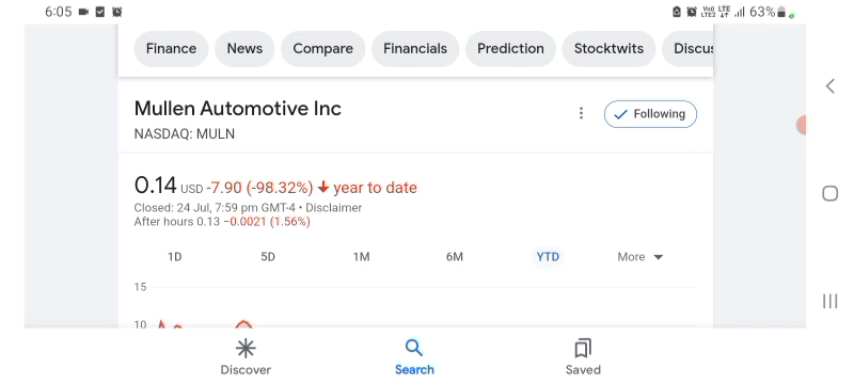 6:05
63%
Finance News Compare Financials Prediction Stocktwits Discus
Mullen Automotive Inc
Following
NASDAQ: MULN
0.14 USD -7.90 (-98.32%) year to date
Closed: 24 Jul, 7:59 pm GMT-4 • Disclaimer
After hours 0.13 −0.0021 (1.56%)
1D 5D 1M 6M YTD More
15
10
Discover Search Saved